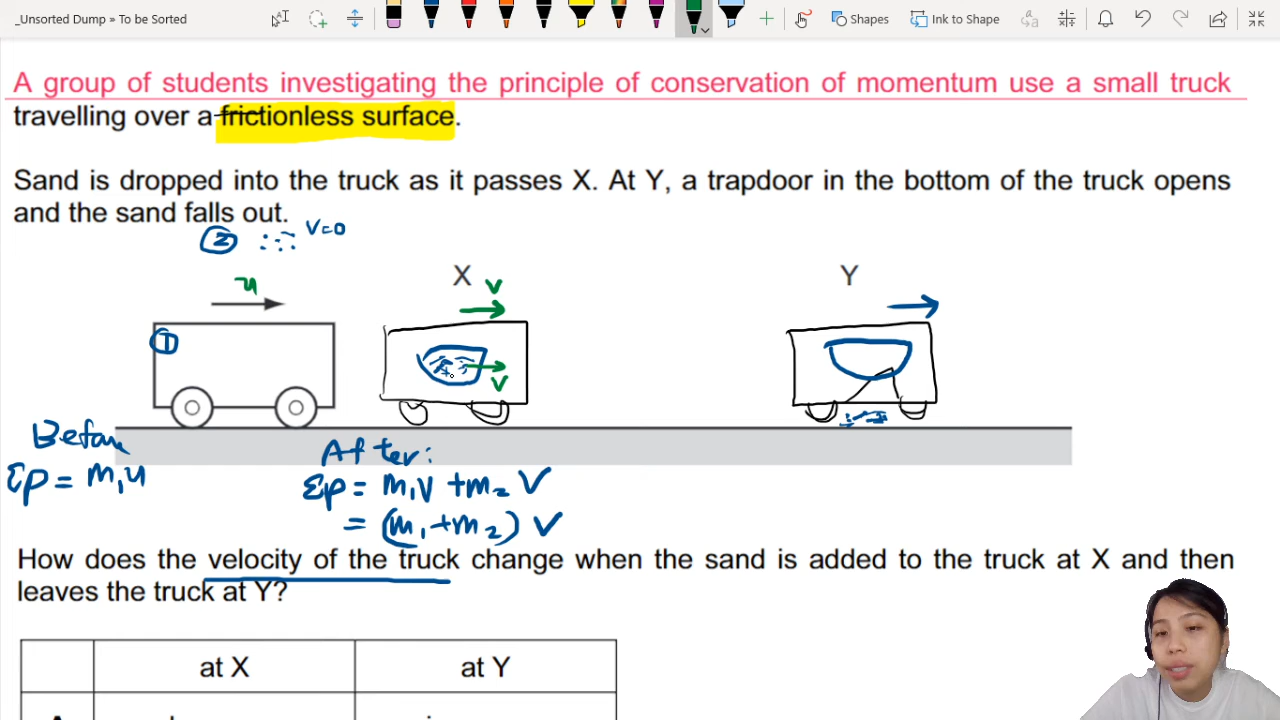 _Unsorted Dump » To be Sorted
Shapes
Ink to Shape
A group of students investigating the principle of conservation of momentum use a small truck
travelling over a frictionless surface.
Sand is dropped into the truck as it passes X. At Y, a trapdoor in the bottom of the truck opens
and the sand falls out.
2 V=0
u
X
V
Y
1
V
Before
Σp = m₁u
After:
Σp = m₁V + m₂ V
= (m₁+m₂) V
How does the velocity of the truck change when the sand is added to the truck at X and then
leaves the truck at Y?
at X
at Y